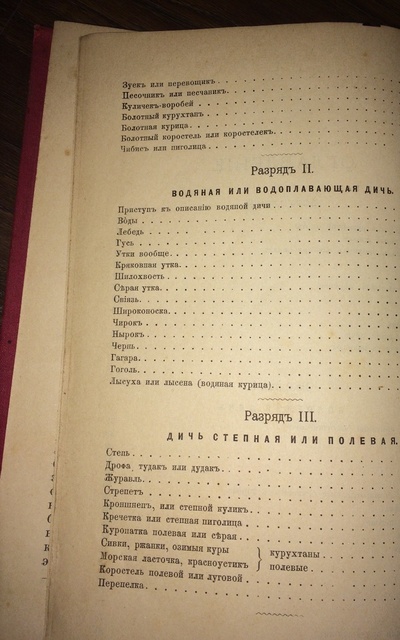 Зуекъ или перевощикъ
Песочникъ или песчаникъ
Куличекъ-воробей
Болотный курухтанъ
Болотная курица
Болотный коростель или коростелекъ
Чибисъ или пиголица
Разрядъ II.
ВОДЯНАЯ ИЛИ ВОДОПЛАВАЮЩАЯ ДИЧЬ.
Приступъ къ описанію водяной дичи
Воды
Лебедь
Гусь
Утки вообще
Кряковная утка
Шилохвость
Сѣрая утка
Свіязь
Широконоска
Чирокъ
Нырокъ
Чернь
Гагара
Гоголь
Лысуха или лысена (водяная курица)
Разрядъ III.
ДИЧЬ СТЕПНАЯ ИЛИ ПОЛЕВАЯ.
Степь
Дрофа, тудакъ или дудакъ
Журавль
Стрепетъ
Кроншнепъ, или степной куликъ
Кречетка или степная пиголица
Куропатка полевая или сѣрая
Сивки, ржанки, озимыя куры } курухтаны
Морская ласточка, красноустикъ } полевые
Коростель полевой или луговой
Перепелка